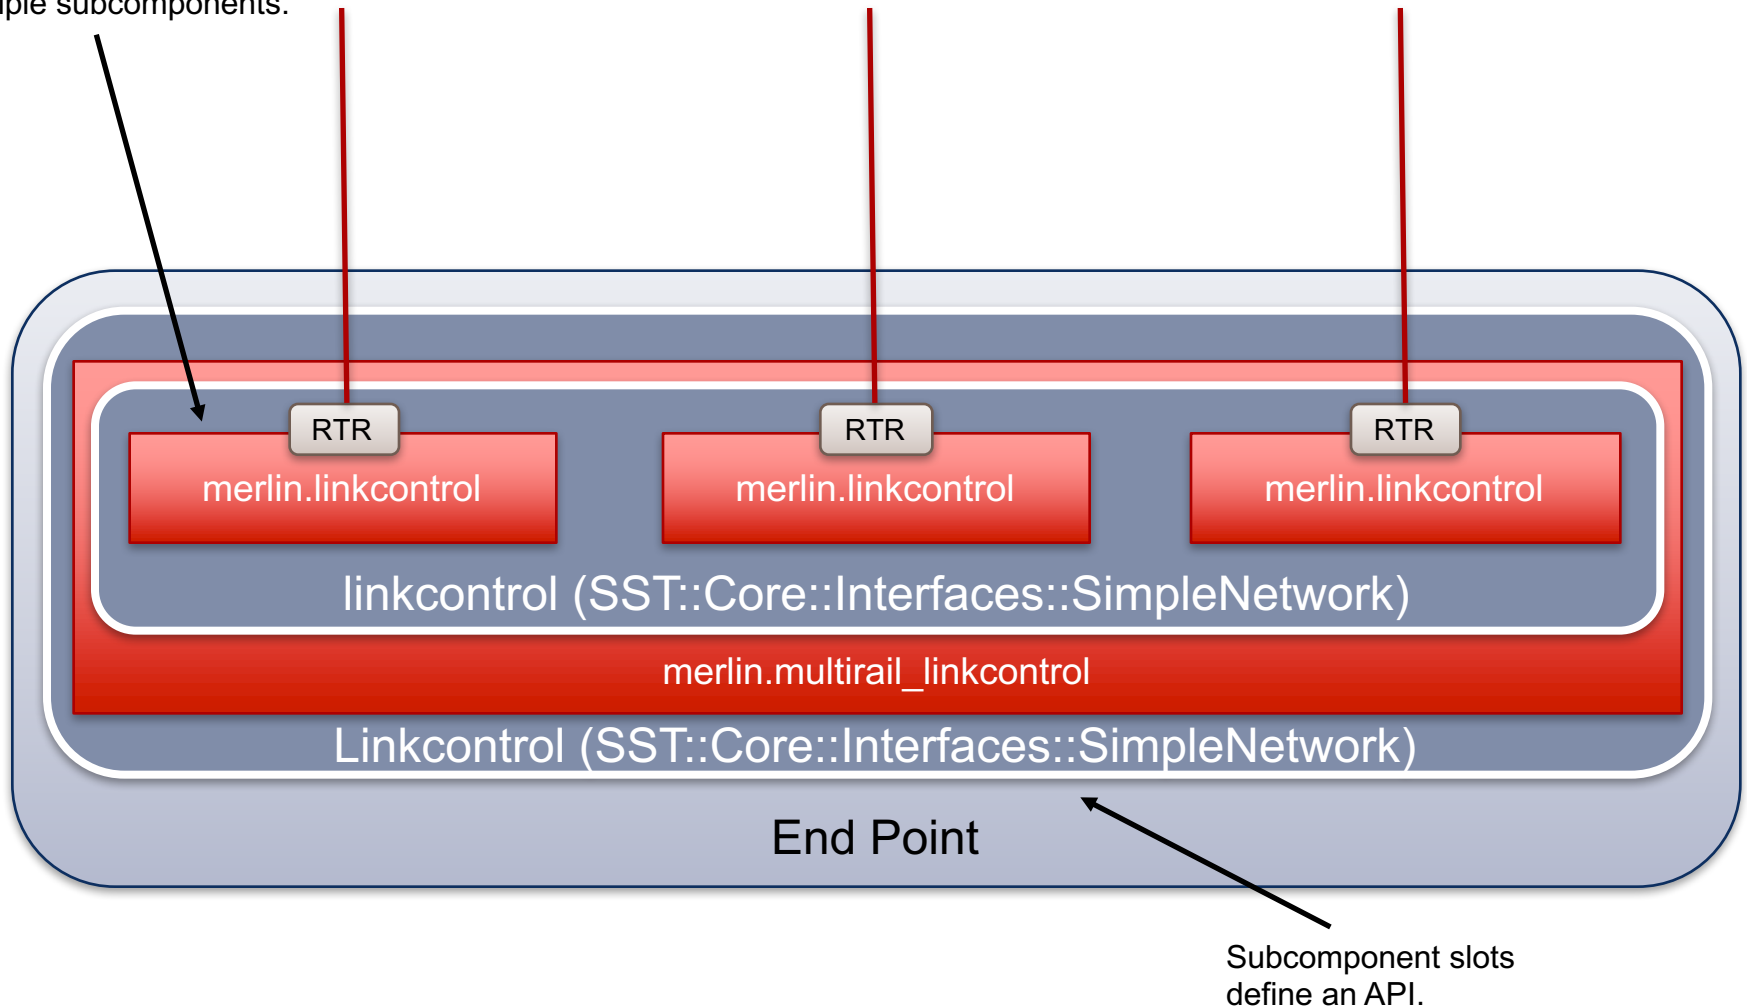 subcomponents.
RTR
RTR
RTR
merlin.linkcontrol
merlin.linkcontrol
merlin.linkcontrol
linkcontrol (SST::Core::Interfaces::SimpleNetwork)
merlin.multirail_linkcontrol
Linkcontrol (SST::Core::Interfaces::SimpleNetwork)
End Point
Subcomponent slots
define an API.